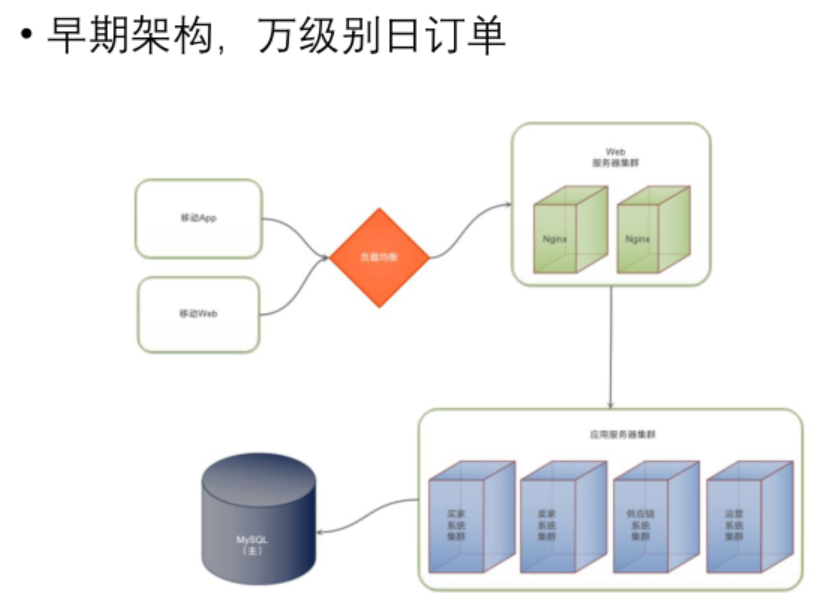 • 早期架构，万级别日订单
移动App
移动Web
负载均衡
Web
服务器集群
Nginx
Nginx
应用服务器集群
买家
系统
集群
卖家
系统
集群
供应链
系统
集群
运营
系统
集群
MySQL
（主）